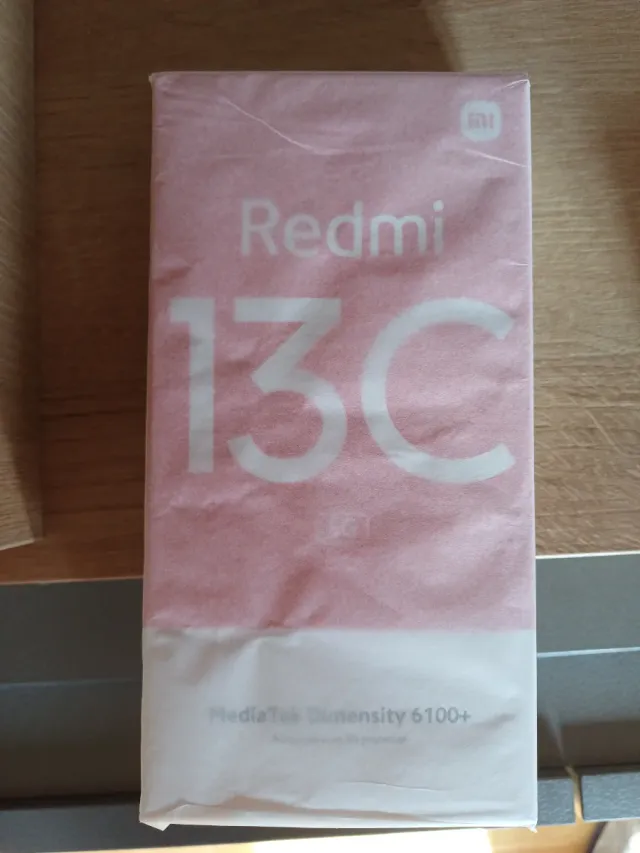 mi
Redmi
13C
5G
MediaTek Dimensity 6100+